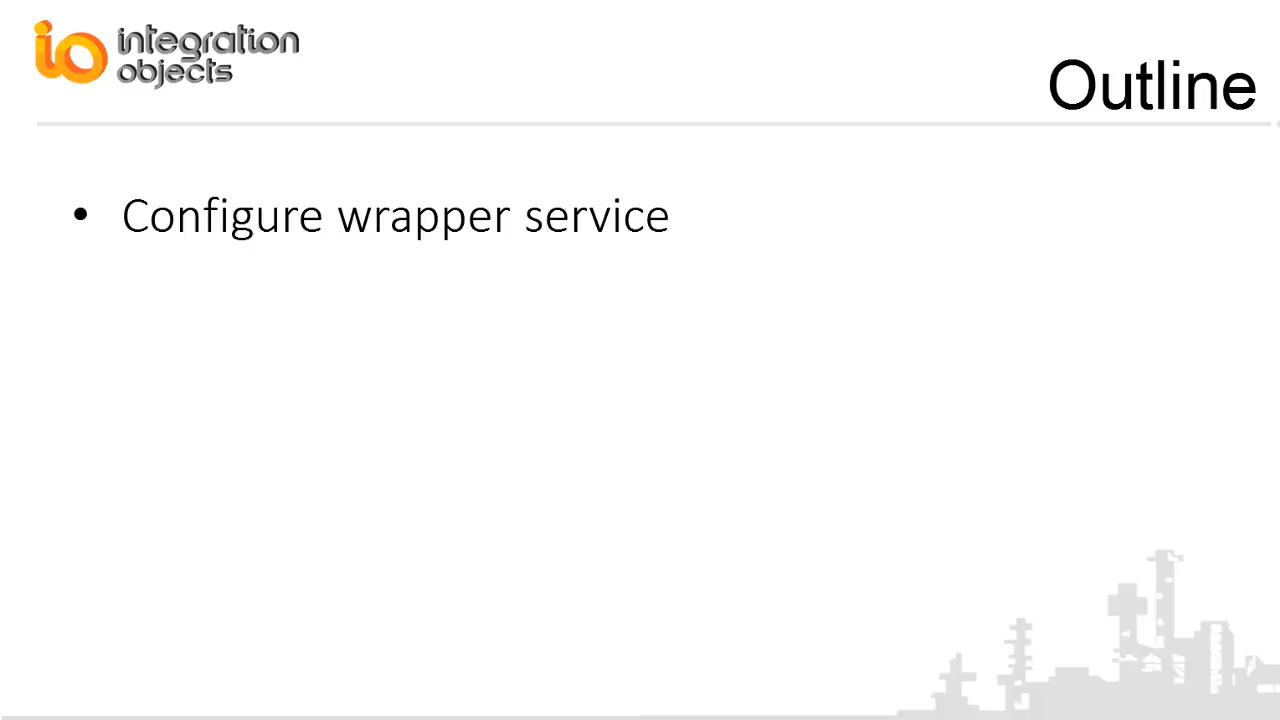 integration
objects
Outline
• Configure wrapper service